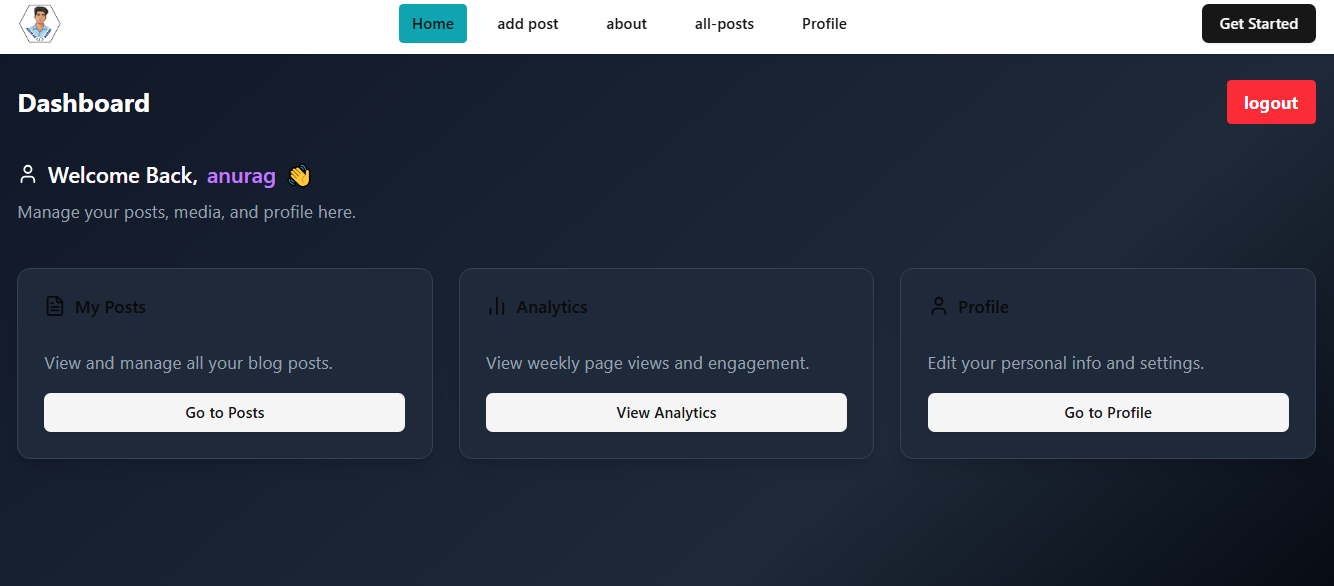 Home add post about all-posts Profile Get Started
Dashboard logout
Welcome Back, anurag 👋
Manage your posts, media, and profile here.
My Posts
View and manage all your blog posts.
Go to Posts
Analytics
View weekly page views and engagement.
View Analytics
Profile
Edit your personal info and settings.
Go to Profile